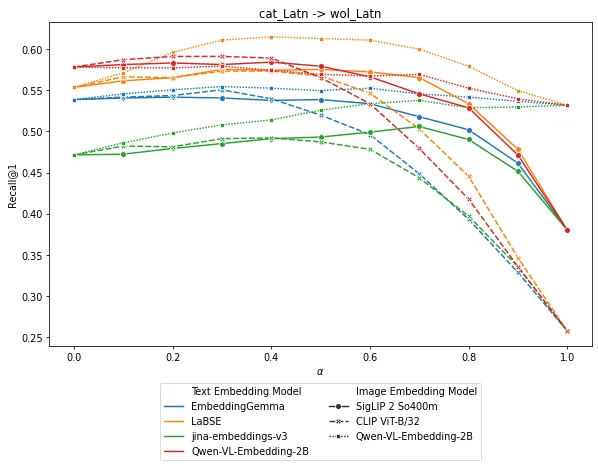 cat_Latn -> wol_Latn
Recall@1
0.60
0.55
0.50
0.45
0.40
0.35
0.30
0.25
0.0 0.2 0.4 0.6 0.8 1.0
α
Text Embedding Model Image Embedding Model
EmbeddingGemma SigLIP 2 So400m
LaBSE CLIP ViT-B/32
jina-embeddings-v3 Qwen-VL-Embedding-2B
Qwen-VL-Embedding-2B